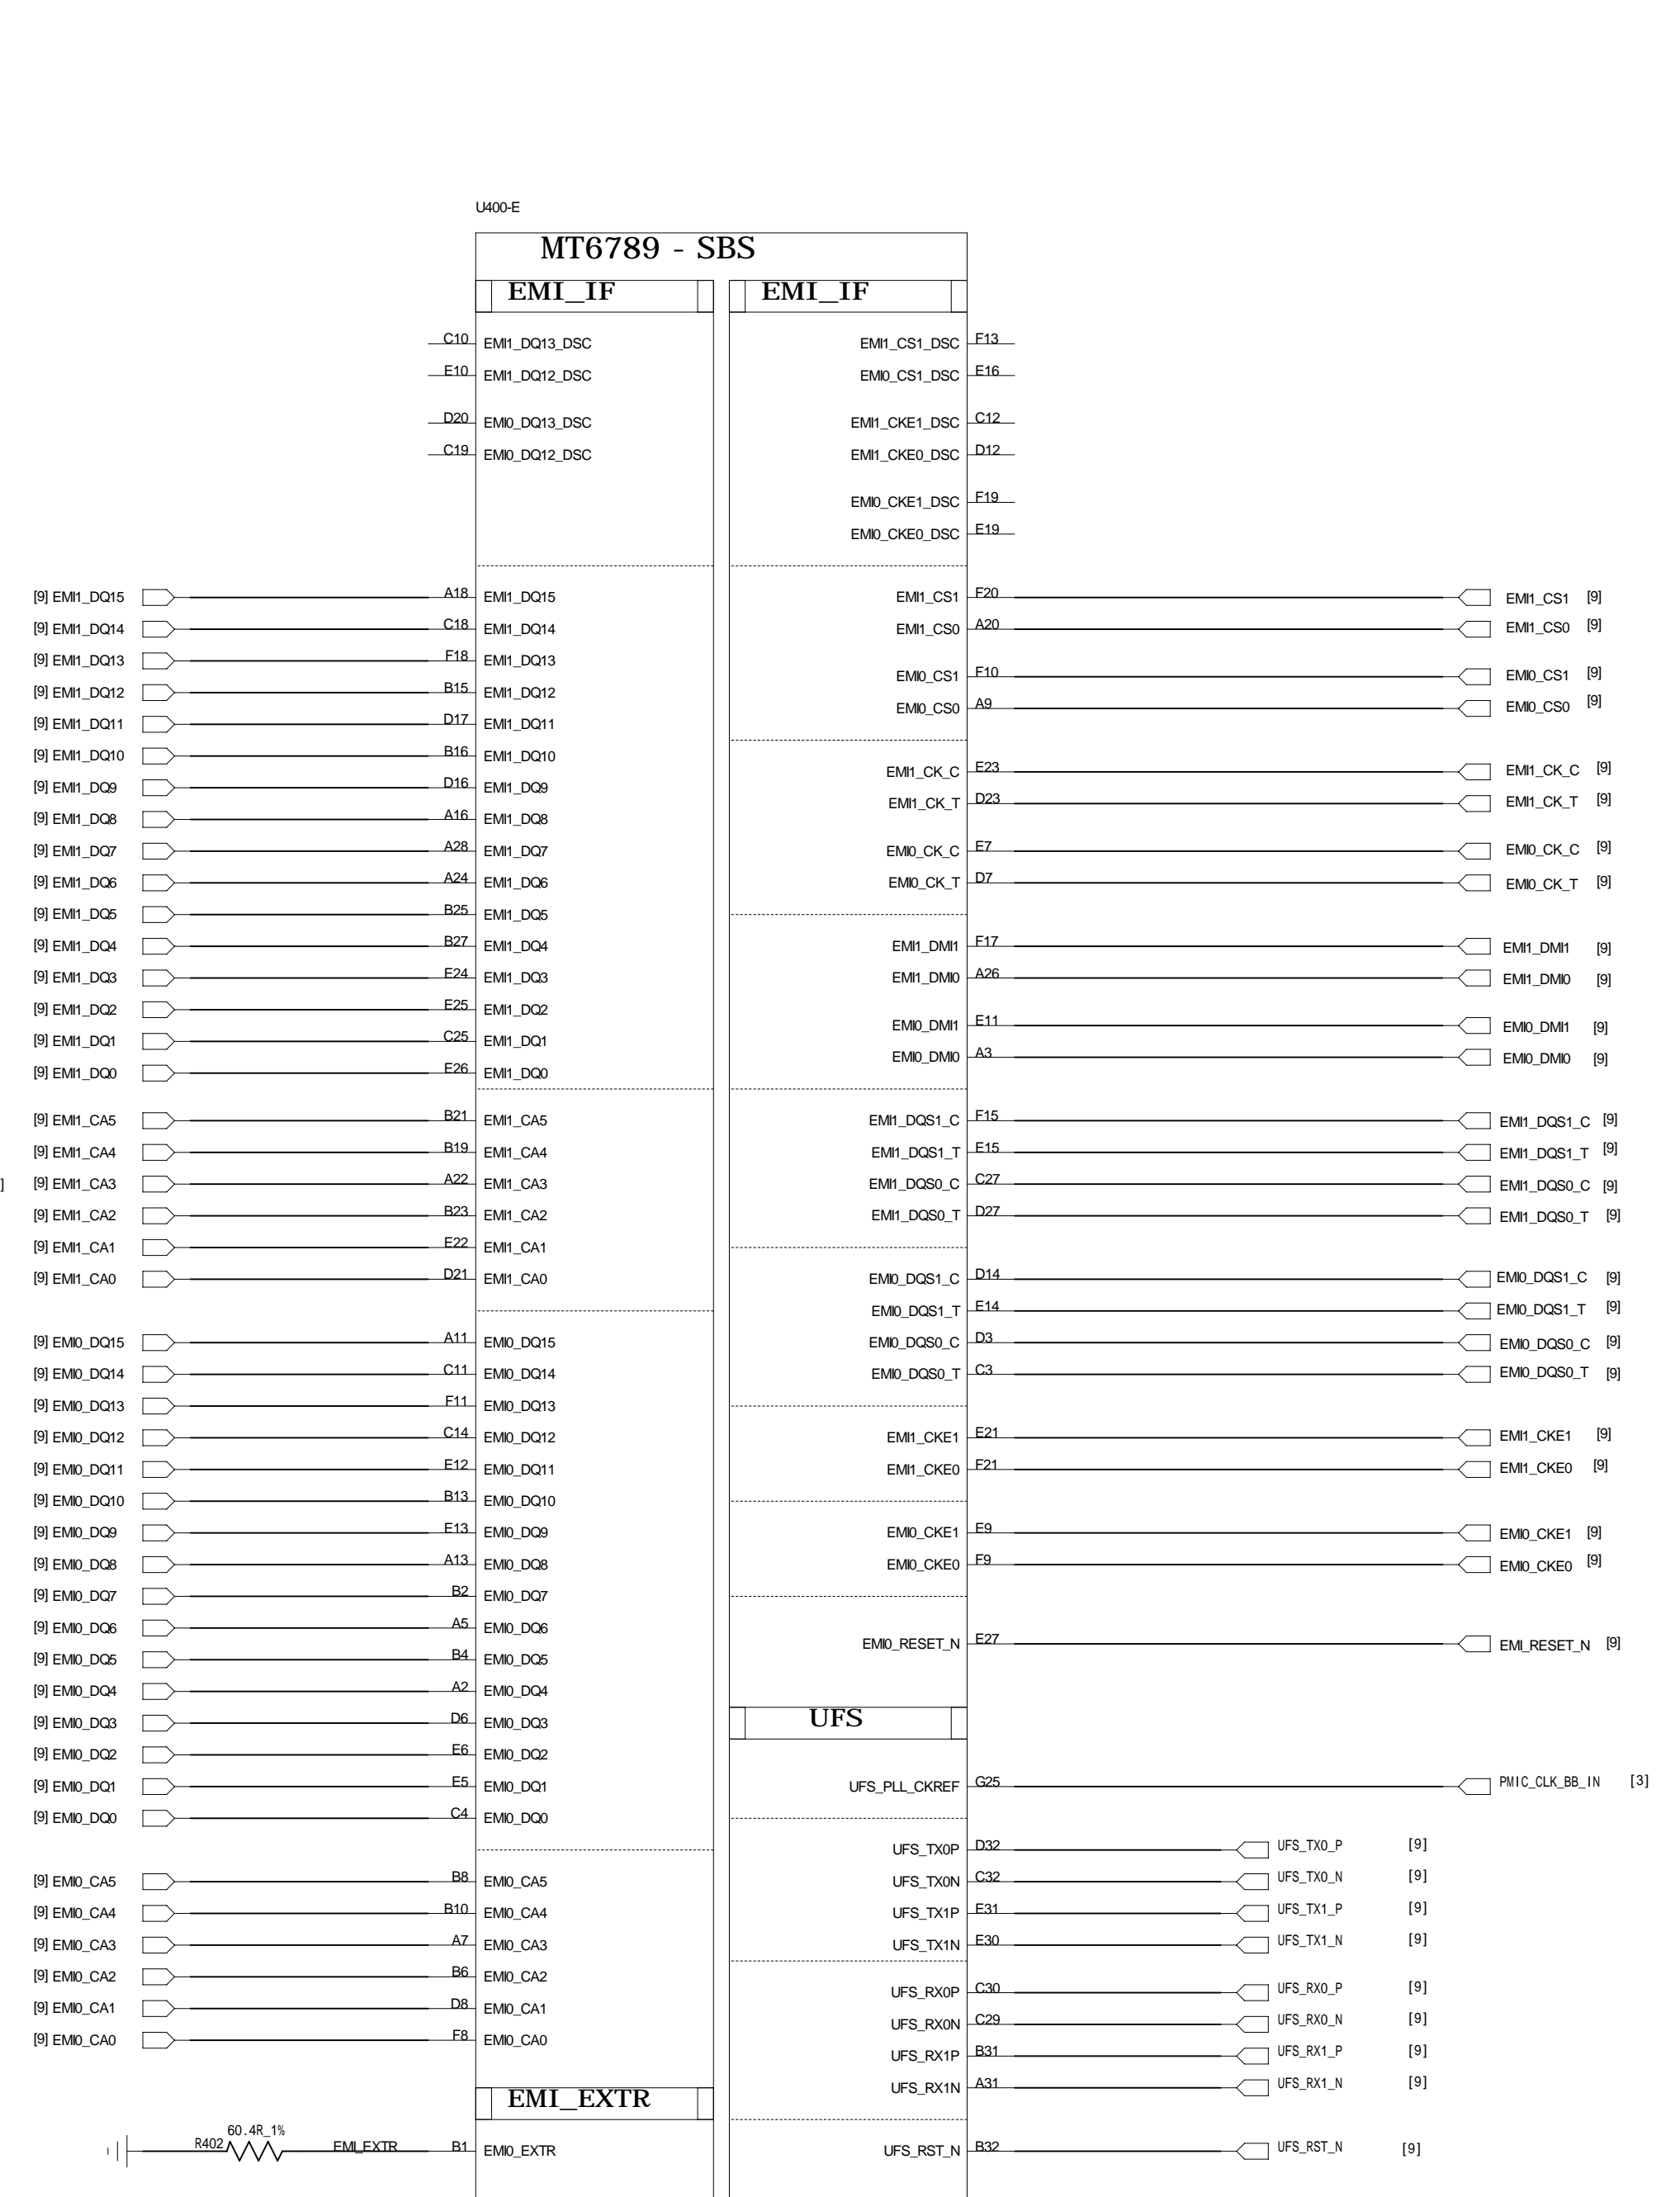 U400-E
MT6789 - SBS
EMI_IF EMI_IF
C10 EMI1_DQ13_DSC EMI1_CS1_DSC F13
E10 EMI1_DQ12_DSC EMI0_CS1_DSC E16
D20 EMI0_DQ13_DSC EMI1_CKE1_DSC C12
C19 EMI0_DQ12_DSC EMI1_CKE0_DSC D12
EMI0_CKE1_DSC F19
EMI0_CKE0_DSC E19
[9] EMI1_DQ15 A18 EMI1_DQ15 EMI1_CS1 F20 EMI1_CS1 [9]
[9] EMI1_DQ14 C18 EMI1_DQ14 EMI1_CS0 A20 EMI1_CS0 [9]
[9] EMI1_DQ13 F18 EMI1_DQ13 EMI0_CS1 F10 EMI0_CS1 [9]
[9] EMI1_DQ12 B15 EMI1_DQ12 EMI0_CS0 A9 EMI0_CS0 [9]
[9] EMI1_DQ11 D17 EMI1_DQ11
[9] EMI1_DQ10 B16 EMI1_DQ10 EMI1_CK_C E23 EMI1_CK_C [9]
[9] EMI1_DQ9 D16 EMI1_DQ9 EMI1_CK_T D23 EMI1_CK_T [9]
[9] EMI1_DQ8 A16 EMI1_DQ8
[9] EMI1_DQ7 A28 EMI1_DQ7 EMI0_CK_C E7 EMI0_CK_C [9]
[9] EMI1_DQ6 A24 EMI1_DQ6 EMI0_CK_T D7 EMI0_CK_T [9]
[9] EMI1_DQ5 B25 EMI1_DQ5
[9] EMI1_DQ4 B27 EMI1_DQ4 EMI1_DMI1 F17 EMI1_DMI1 [9]
[9] EMI1_DQ3 E24 EMI1_DQ3 EMI1_DMI0 A26 EMI1_DMI0 [9]
[9] EMI1_DQ2 E25 EMI1_DQ2 EMI0_DMI1 E11 EMI0_DMI1 [9]
[9] EMI1_DQ1 C25 EMI1_DQ1 EMI0_DMI0 A3 EMI0_DMI0 [9]
[9] EMI1_DQ0 E26 EMI1_DQ0
[9] EMI1_CA5 B21 EMI1_CA5 EMI1_DQS1_C F15 EMI1_DQS1_C [9]
[9] EMI1_CA4 B19 EMI1_CA4 EMI1_DQS1_T E15 EMI1_DQS1_T [9]
] [9] EMI1_CA3 A22 EMI1_CA3 EMI1_DQS0_C C27 EMI1_DQS0_C [9]
[9] EMI1_CA2 B23 EMI1_CA2 EMI1_DQS0_T D27 EMI1_DQS0_T [9]
[9] EMI1_CA1 E22 EMI1_CA1
[9] EMI1_CA0 D21 EMI1_CA0 EMI0_DQS1_C D14 EMI0_DQS1_C [9]
EMI0_DQS1_T E14 EMI0_DQS1_T [9]
[9] EMI0_DQ15 A11 EMI0_DQ15 EMI0_DQS0_C D3 EMI0_DQS0_C [9]
[9] EMI0_DQ14 C11 EMI0_DQ14 EMI0_DQS0_T C3 EMI0_DQS0_T [9]
[9] EMI0_DQ13 F11 EMI0_DQ13
[9] EMI0_DQ12 C14 EMI0_DQ12 EMI1_CKE1 E21 EMI1_CKE1 [9]
[9] EMI0_DQ11 E12 EMI0_DQ11 EMI1_CKE0 F21 EMI1_CKE0 [9]
[9] EMI0_DQ10 B13 EMI0_DQ10
[9] EMI0_DQ9 E13 EMI0_DQ9 EMI0_CKE1 E9 EMI0_CKE1 [9]
[9] EMI0_DQ8 A13 EMI0_DQ8 EMI0_CKE0 F9 EMI0_CKE0 [9]
[9] EMI0_DQ7 B2 EMI0_DQ7
[9] EMI0_DQ6 A5 EMI0_DQ6 EMI0_RESET_N E27 EMI_RESET_N [9]
[9] EMI0_DQ5 B4 EMI0_DQ5
[9] EMI0_DQ4 A2 EMI0_DQ4
[9] EMI0_DQ3 D6 EMI0_DQ3 UFS
[9] EMI0_DQ2 E6 EMI0_DQ2
[9] EMI0_DQ1 E5 EMI0_DQ1 UFS_PLL_CKREF G25 PMIC_CLK_BB_IN [3]
[9] EMI0_DQ0 C4 EMI0_DQ0
UFS_TX0P D32 UFS_TX0_P [9]
[9] EMI0_CA5 B8 EMI0_CA5 UFS_TX0N C32 UFS_TX0_N [9]
[9] EMI0_CA4 B10 EMI0_CA4 UFS_TX1P E31 UFS_TX1_P [9]
[9] EMI0_CA3 A7 EMI0_CA3 UFS_TX1N E30 UFS_TX1_N [9]
[9] EMI0_CA2 B6 EMI0_CA2 UFS_RX0P C30 UFS_RX0_P [9]
[9] EMI0_CA1 D8 EMI0_CA1 UFS_RX0N C29 UFS_RX0_N [9]
[9] EMI0_CA0 F8 EMI0_CA0 UFS_RX1P B31 UFS_RX1_P [9]
UFS_RX1N A31 UFS_RX1_N [9]
EMI_EXTR
60.4R_1%
R402 EMI_EXTR B1 EMI0_EXTR UFS_RST_N B32 UFS_RST_N [9]